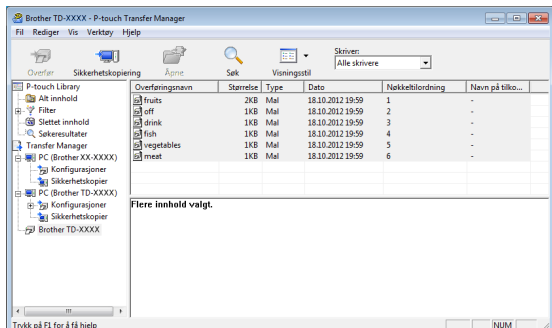 Brother TD-XXXX - P-touch Transfer Manager
Fil Rediger Vis Verktøy Hjelp
Overfør Sikkerhetskopiering Åpne Søk Visningsstil Skriver: Alle skrivere
P-touch Library
Alt innhold
Filter
Slettet innhold
Søkeresultater
Transfer Manager
PC (Brother XX-XXXX)
Konfigurasjoner
Sikkerhetskopier
PC (Brother TD-XXXX)
Konfigurasjoner
Sikkerhetskopier
Brother TD-XXXX
Overføringsnavn Størrelse Type Dato Nøkkeltilordning Navn på tilko...
fruits 2KB Mal 18.10.2012 19:59 1 -
off 1KB Mal 18.10.2012 19:59 2 -
drink 1KB Mal 18.10.2012 19:59 3 -
fish 1KB Mal 18.10.2012 19:59 4 -
vegetables 1KB Mal 18.10.2012 19:59 5 -
meat 1KB Mal 18.10.2012 19:59 6 -
Flere innhold valgt.
Trykk på F1 for å få hjelp NUM